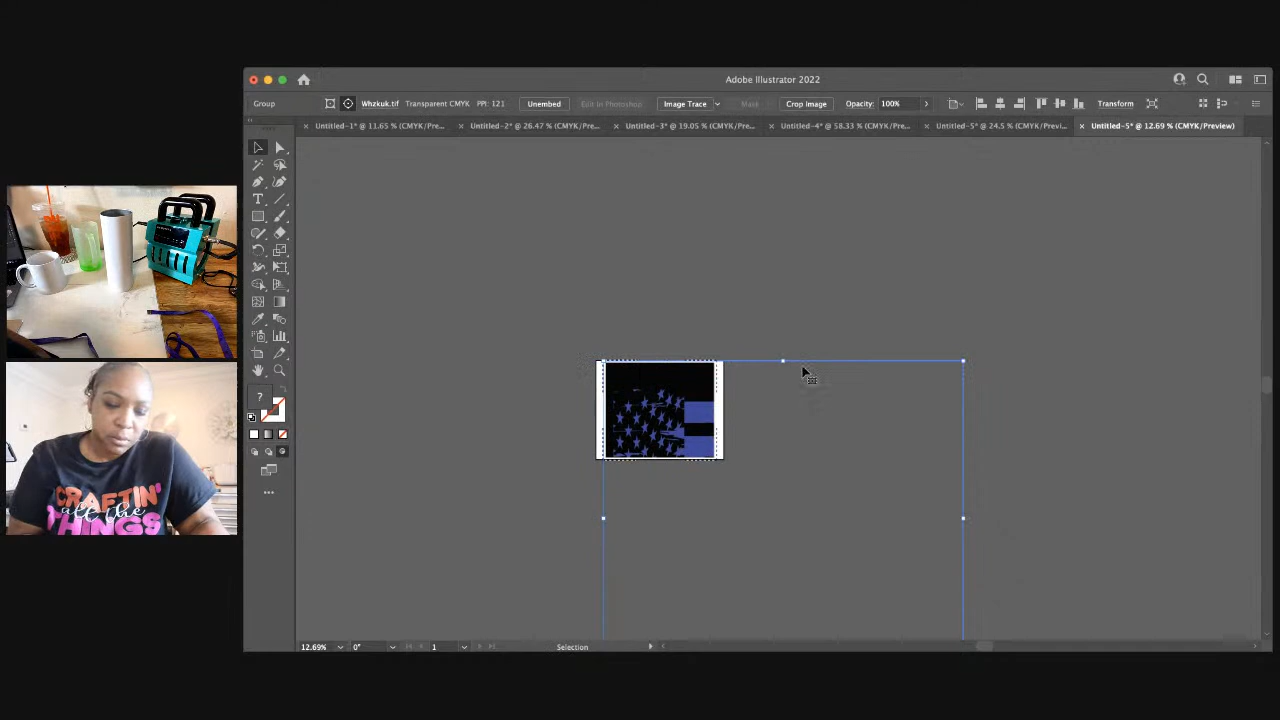 Adobe Illustrator 2022
Group
Whzkuk.tif
Transparent CMYK
PPI: 121
Unembed
Edit in Photoshop
Image Trace
Mask
Crop Image
Opacity:
100%
Transform
× Untitled-1* @ 11.65 % (CMYK/Pre...
× Untitled-2* @ 26.47 % (CMYK/Pre...
× Untitled-3* @ 19.05 % (CMYK/Pre...
× Untitled-4* @ 58.33 % (CMYK/Pre...
× Untitled-5* @ 24.5 % (CMYK/Previ...
× Untitled-5* @ 12.69 % (CMYK/Preview)
T
?
CRAFTIN'
all the
THINGS
12.69%
0°
1
Selection